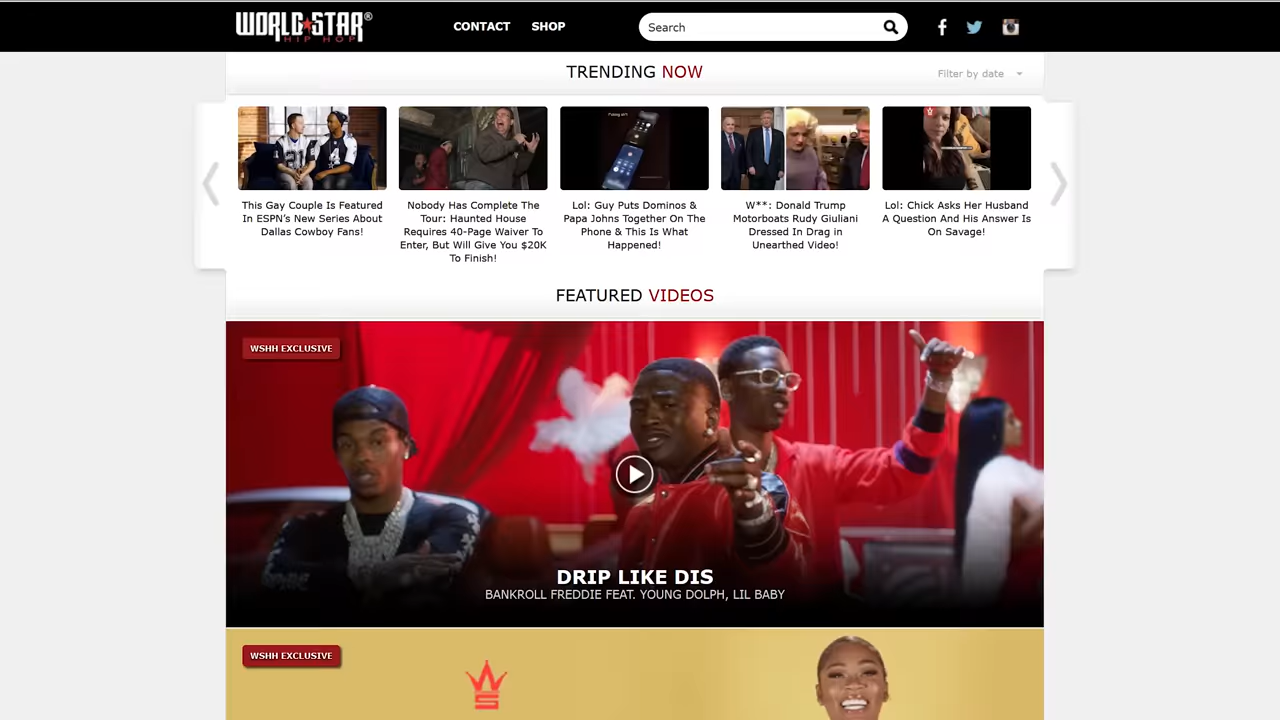 WORLD STAR®
HIP HOP
CONTACT
SHOP
Search
TRENDING NOW
Filter by date
This Gay Couple Is Featured
In ESPN’s New Series About
Dallas Cowboy Fans!
Nobody Has Complete The
Tour: Haunted House
Requires 40-Page Waiver To
Enter, But Will Give You $20K
To Finish!
Lol: Guy Puts Dominos &
Papa Johns Together On The
Phone & This Is What
Happened!
W**: Donald Trump
Motorboats Rudy Giuliani
Dressed In Drag in
Unearthed Video!
Lol: Chick Asks Her Husband
A Question And His Answer Is
On Savage!
FEATURED VIDEOS
WSHH EXCLUSIVE
DRIP LIKE DIS
BANKROLL FREDDIE FEAT. YOUNG DOLPH, LIL BABY
WSHH EXCLUSIVE